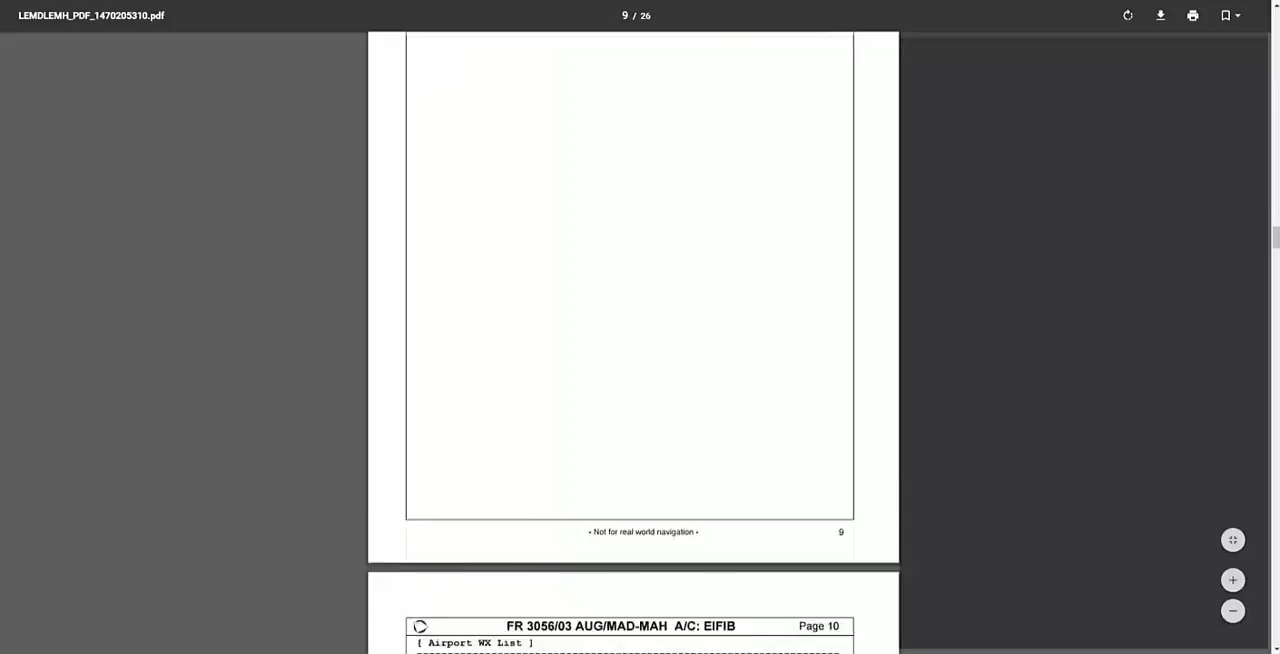 LEMDLEMH_PDF_1470205310.pdf
9 / 26
- Not for real world navigation -
9
FR 3056/03 AUG/MAD-MAH A/C: EIFIB
Page 10
[ Airport WX List ]